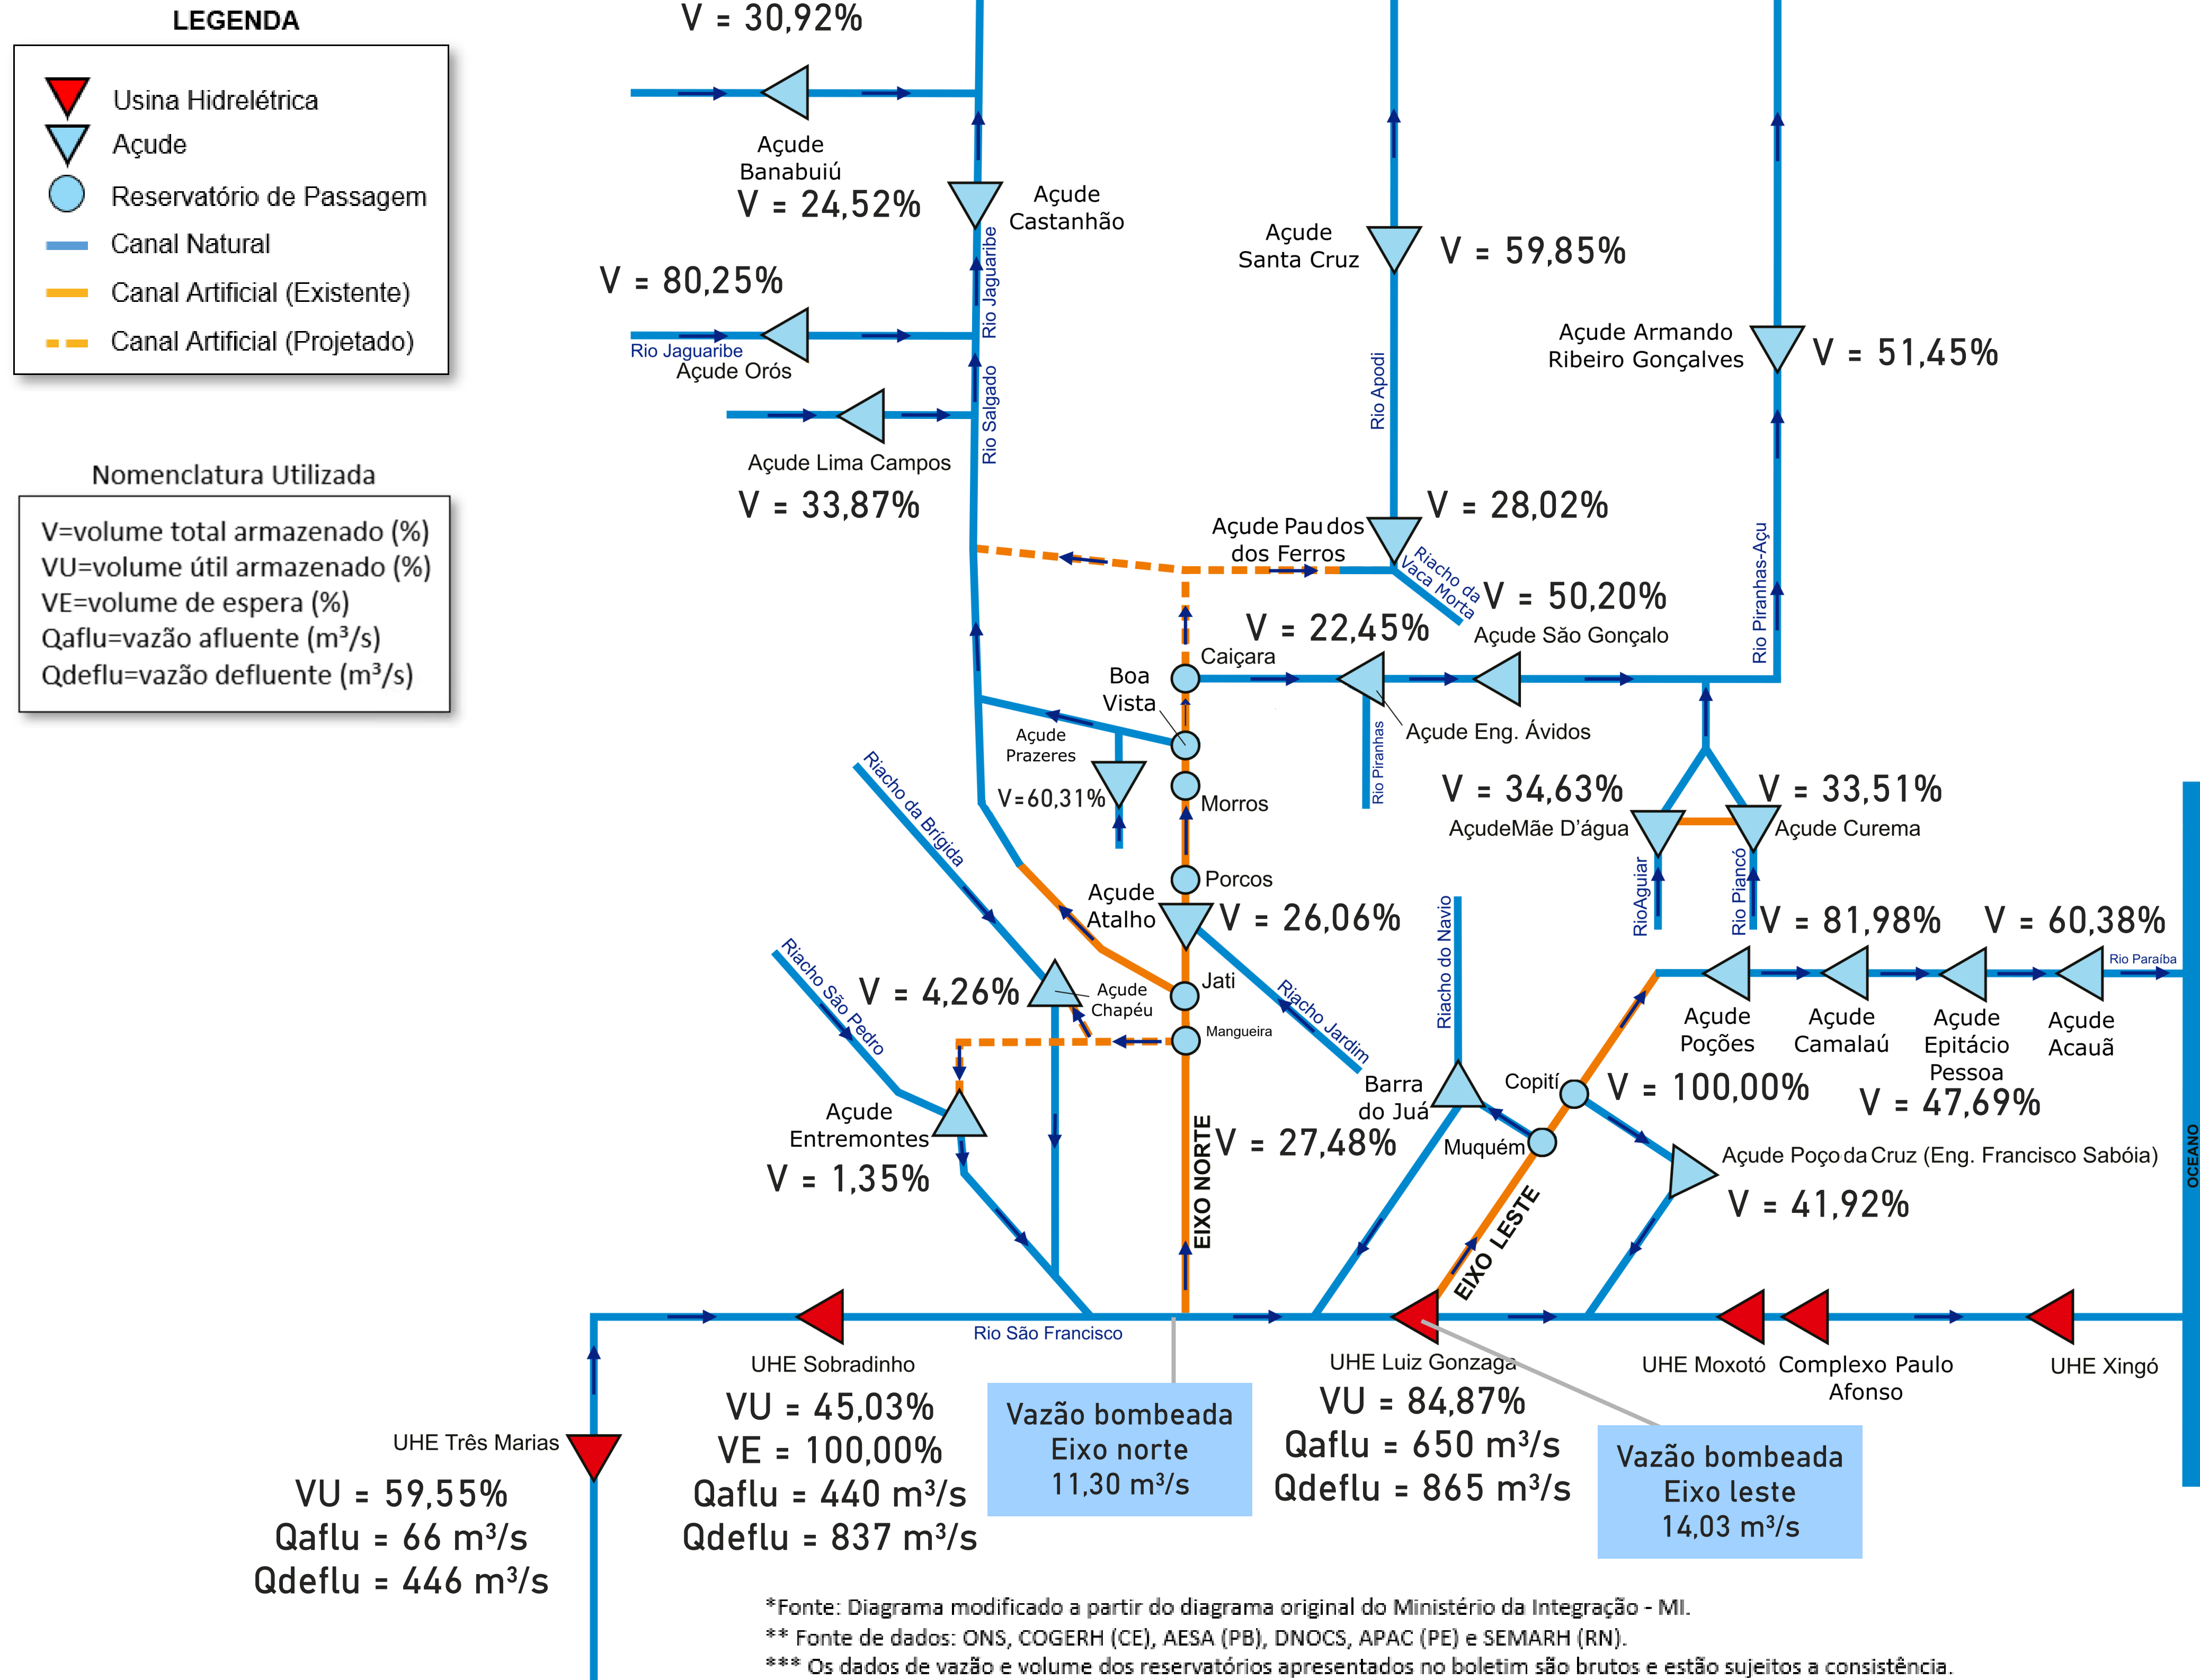 LEGENDA
Usina Hidrelétrica
Açude
Reservatório de Passagem
Canal Natural
Canal Artificial (Existente)
Canal Artificial (Projetado)
Nomenclatura Utilizada
V=volume total armazenado (%)
VU=volume útil armazenado (%)
VE=volume de espera (%)
Qaflu=vazão afluente (m³/s)
Qdeflu=vazão defluente (m³/s)
V = 30,92%
Açude
Banabuiú
V = 24,52%
Açude
Castanhão
Rio Jaguaribe
V = 80,25%
Rio Jaguaribe
Açude Orós
Rio Salgado
Açude Lima Campos
V = 33,87%
Açude
Santa Cruz
V = 59,85%
Rio Apodi
Açude Armando
Ribeiro Gonçalves
V = 51,45%
Rio Piranhas-Açu
Açude Pau dos
dos Ferros
V = 28,02%
Riacho da
Vaca Morta
V = 50,20%
Açude São Gonçalo
V = 22,45%
Caiçara
Açude Eng. Ávidos
Rio Piranhas
Boa
Vista
Açude
Prazeres
V=60,31%
Morros
Porcos
Açude
Atalho
V = 26,06%
Jati
Mangueira
Riacho Jardim
Riacho da Brígida
Riacho São Pedro
V = 4,26%
Açude
Chapéu
Açude
Entremontes
V = 1,35%
V = 34,63%
AçudeMãe D'água
V = 33,51%
Açude Curema
RioAguiar
Rio Piancó
V = 81,98%
V = 60,38%
Rio Paraíba
Açude
Poções
Açude
Camalaú
Açude
Epitácio
Pessoa
Açude
Acauã
V = 100,00%
V = 47,69%
Riacho do Navio
Barra
do Juá
V = 27,48%
Copití
Muquém
Açude Poço da Cruz (Eng. Francisco Sabóia)
V = 41,92%
EIXO NORTE
EIXO LESTE
OCEANO
Rio São Francisco
UHE Sobradinho
VU = 45,03%
VE = 100,00%
Qaflu = 440 m³/s
Qdeflu = 837 m³/s
UHE Três Marias
VU = 59,55%
Qaflu = 66 m³/s
Qdeflu = 446 m³/s
Vazão bombeada
Eixo norte
11,30 m³/s
UHE Luiz Gonzaga
VU = 84,87%
Qaflu = 650 m³/s
Qdeflu = 865 m³/s
Vazão bombeada
Eixo leste
14,03 m³/s
UHE Moxotó
Complexo Paulo
Afonso
UHE Xingó
*Fonte: Diagrama modificado a partir do diagrama original do Ministério da Integração - MI.
** Fonte de dados: ONS, COGERH (CE), AESA (PB), DNOCS, APAC (PE) e SEMARH (RN).
*** Os dados de vazão e volume dos reservatórios apresentados no boletim são brutos e estão sujeitos a consistência.